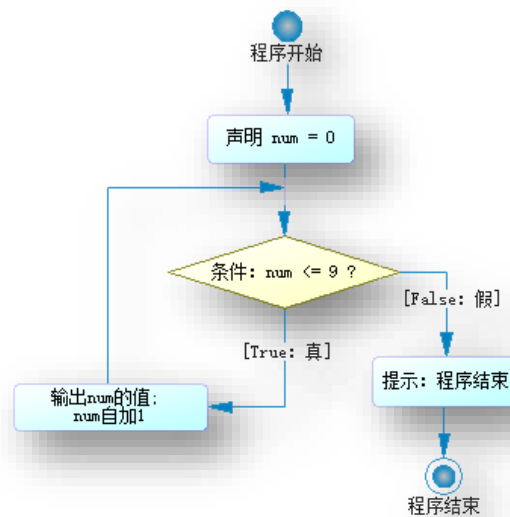 程序开始
声明 num = 0
条件: num <= 9 ?
[False: 假]
[True: 真]
输出num的值;
num自加1
提示: 程序结束
程序结束